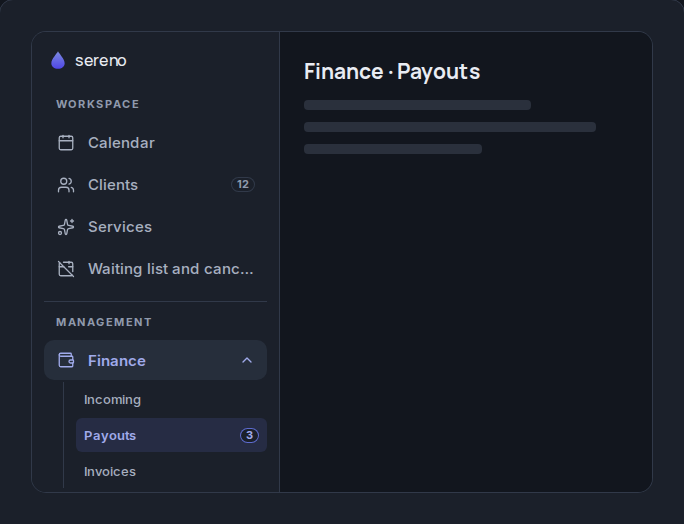 sereno
WORKSPACE
Calendar
Clients 12
Services
Waiting list and canc...
MANAGEMENT
Finance
Incoming
Payouts 3
Invoices
Finance · Payouts